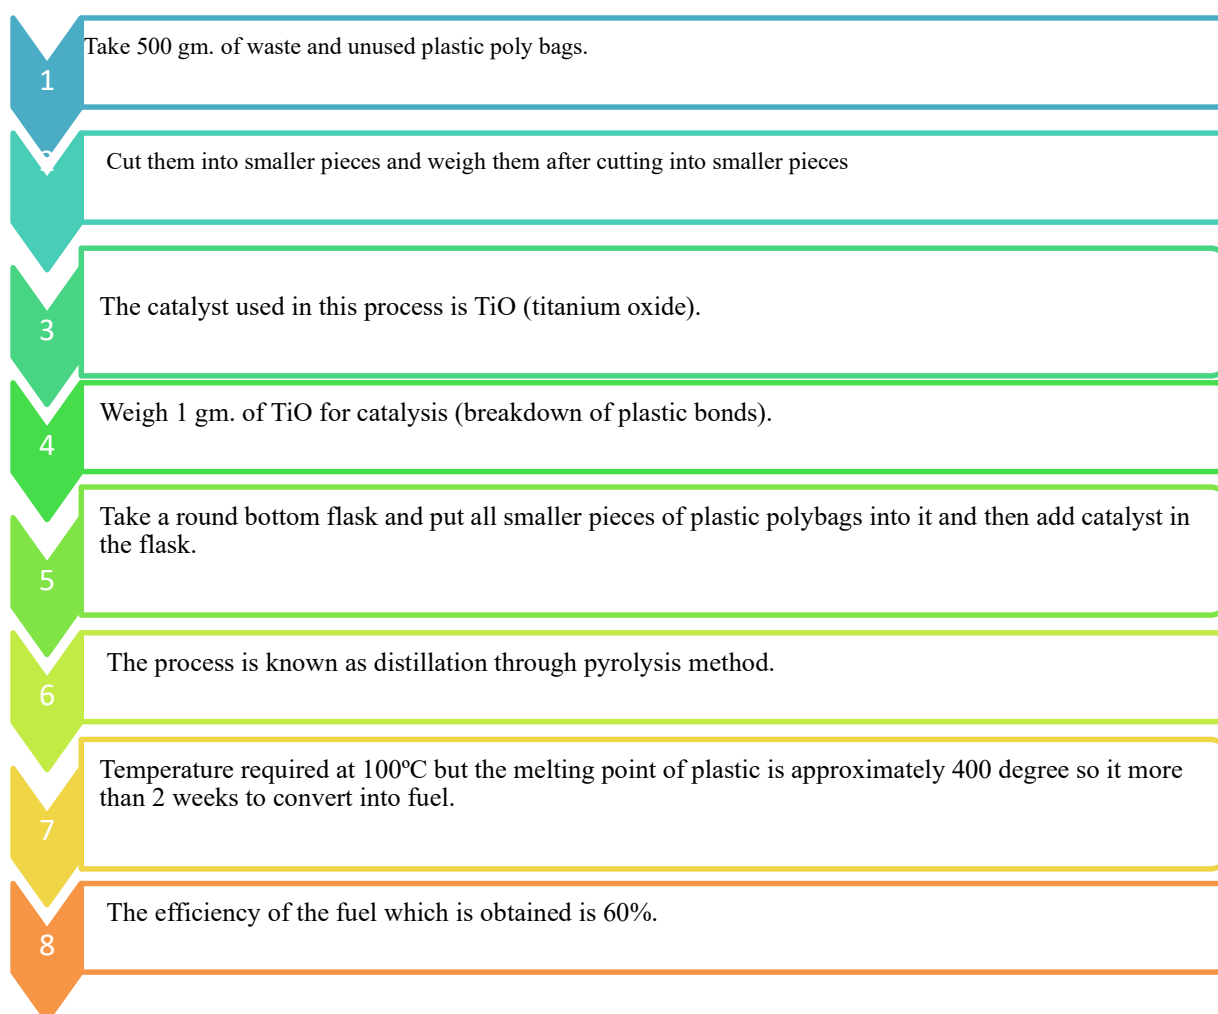 1
Take 500 gm. of waste and unused plastic poly bags.
2
Cut them into smaller pieces and weigh them after cutting into smaller pieces
3
The catalyst used in this process is TiO (titanium oxide).
4
Weigh 1 gm. of TiO for catalysis (breakdown of plastic bonds).
5
Take a round bottom flask and put all smaller pieces of plastic polybags into it and then add catalyst in
the flask.
6
The process is known as distillation through pyrolysis method.
7
Temperature required at 100ºC but the melting point of plastic is approximately 400 degree so it more
than 2 weeks to convert into fuel.
8
The efficiency of the fuel which is obtained is 60%.